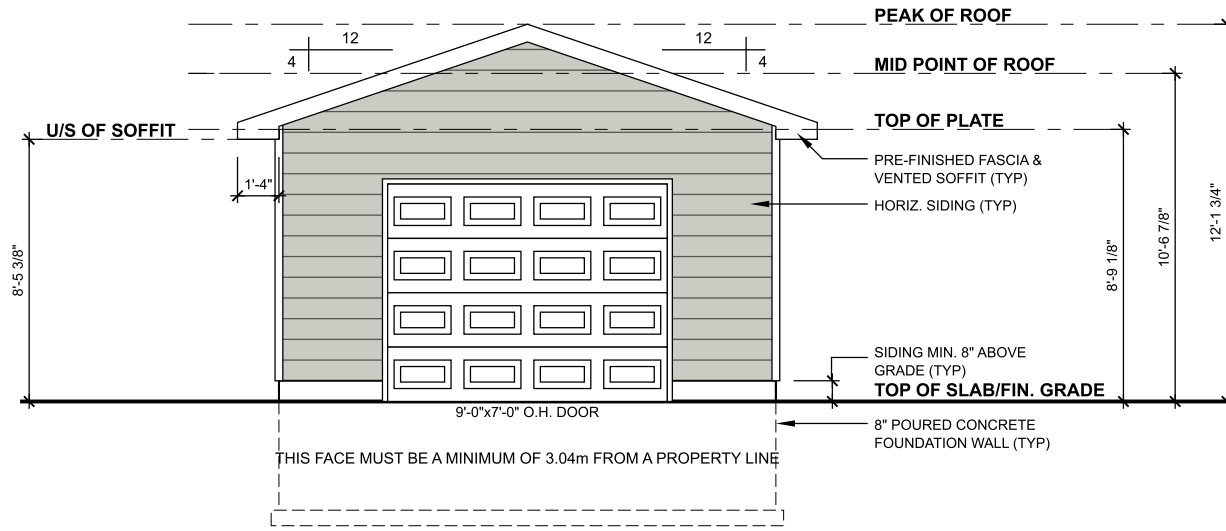 PEAK OF ROOF
12
4
12
4
MID POINT OF ROOF
U/S OF SOFFIT
TOP OF PLATE
PRE-FINISHED FASCIA &
VENTED SOFFIT (TYP)
1'-4"
HORIZ. SIDING (TYP)
8'-5 3/8"
8'-9 1/8"
10'-6 7/8"
12'-1 3/4"
SIDING MIN. 8" ABOVE
GRADE (TYP)
TOP OF SLAB/FIN. GRADE
9'-0"x7'-0" O.H. DOOR
8" POURED CONCRETE
FOUNDATION WALL (TYP)
THIS FACE MUST BE A MINIMUM OF 3.04m FROM A PROPERTY LINE